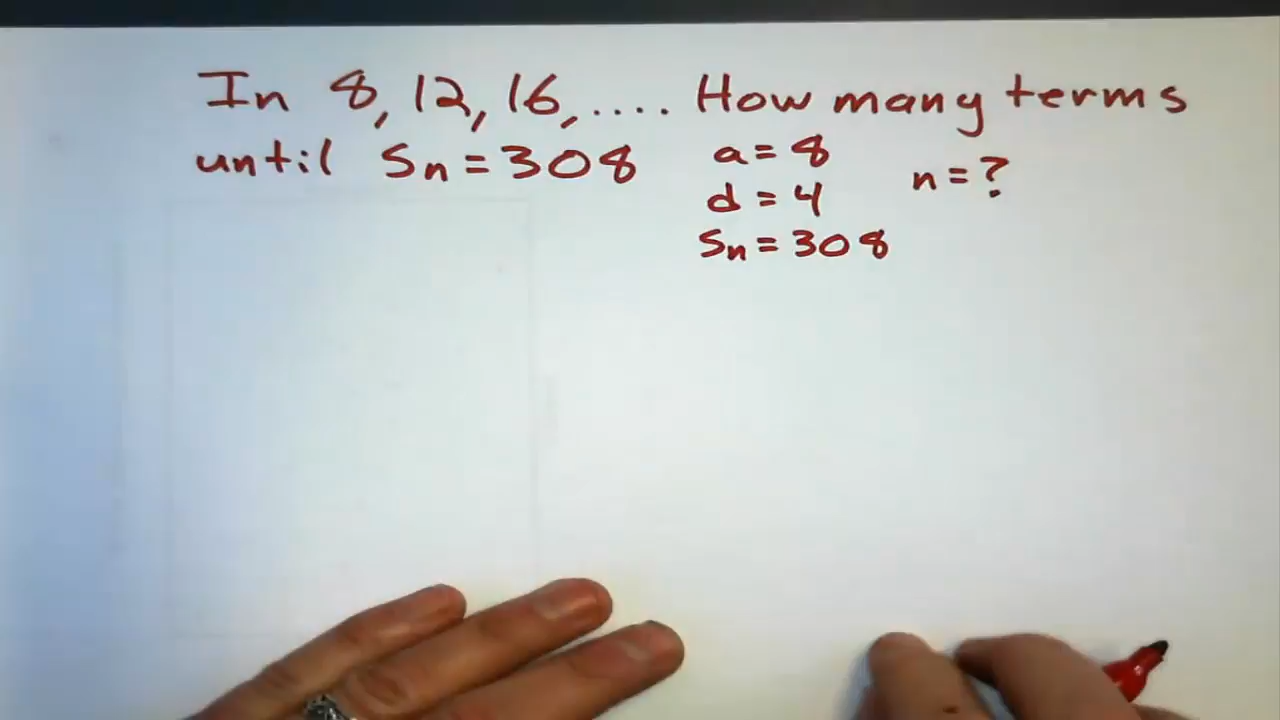 In 8, 12, 16, .... How many terms
until Sn = 308
a = 8
d = 4
n = ?
Sn = 308